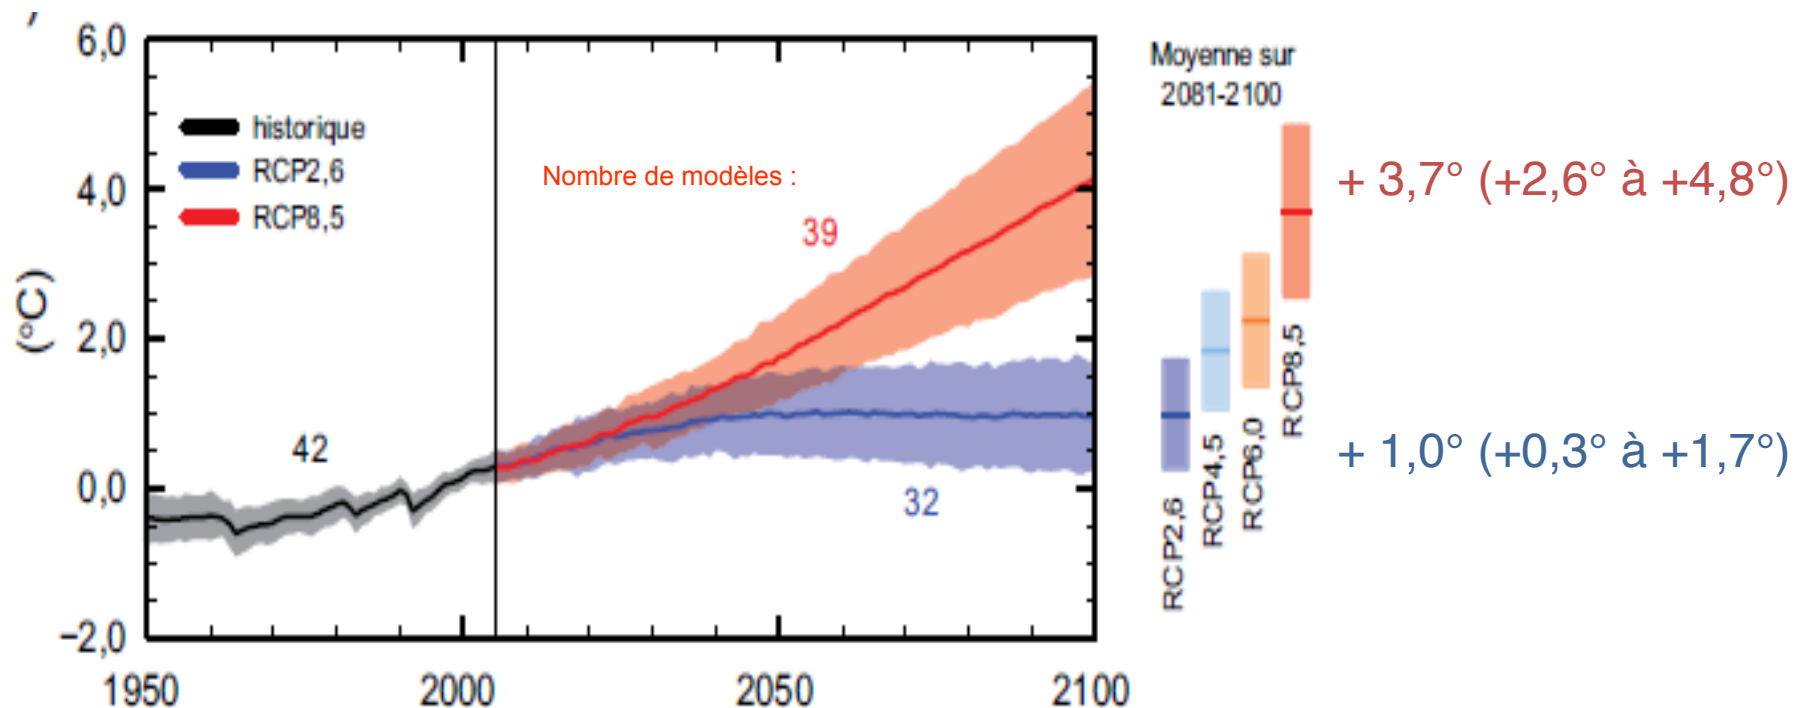 6,0
4,0
2,0
0,0
−2,0
(°C)
1950
2000
2050
2100
historique
RCP2,6
RCP8,5
Nombre de modèles :
39
42
32
Moyenne sur
2081-2100
RCP2,6
RCP4,5
RCP6,0
RCP8,5
+ 3,7° (+2,6° à +4,8°)
+ 1,0° (+0,3° à +1,7°)